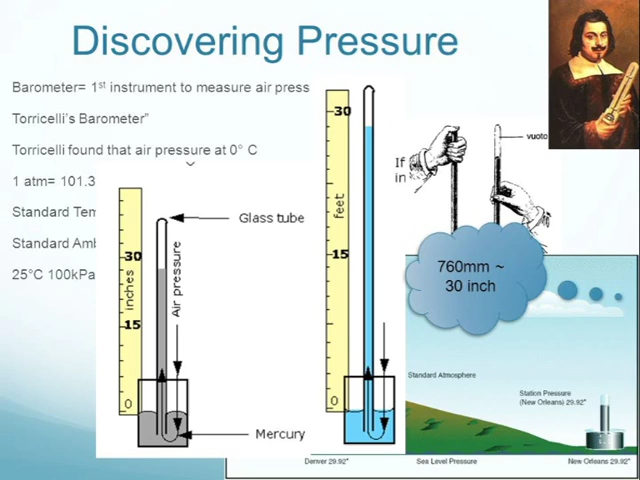 Discovering Pressure
Barometer= 1st instrument to measure air press
Torricelli's Barometer"
Torricelli found that air pressure at 0° C
1 atm= 101.3
Standard
Standard
25°C 100kPa
Glass tube
30
inches
15
0
Air pressure
Mercury
30
feet
15
0
If
in
vuoto
760mm ~
30 inch
Standard Atmosphere
Station Pressure
(New Orleans) 29.92"
Denver 29.92"
Sea Level Pressure
New Orleans 29.92"